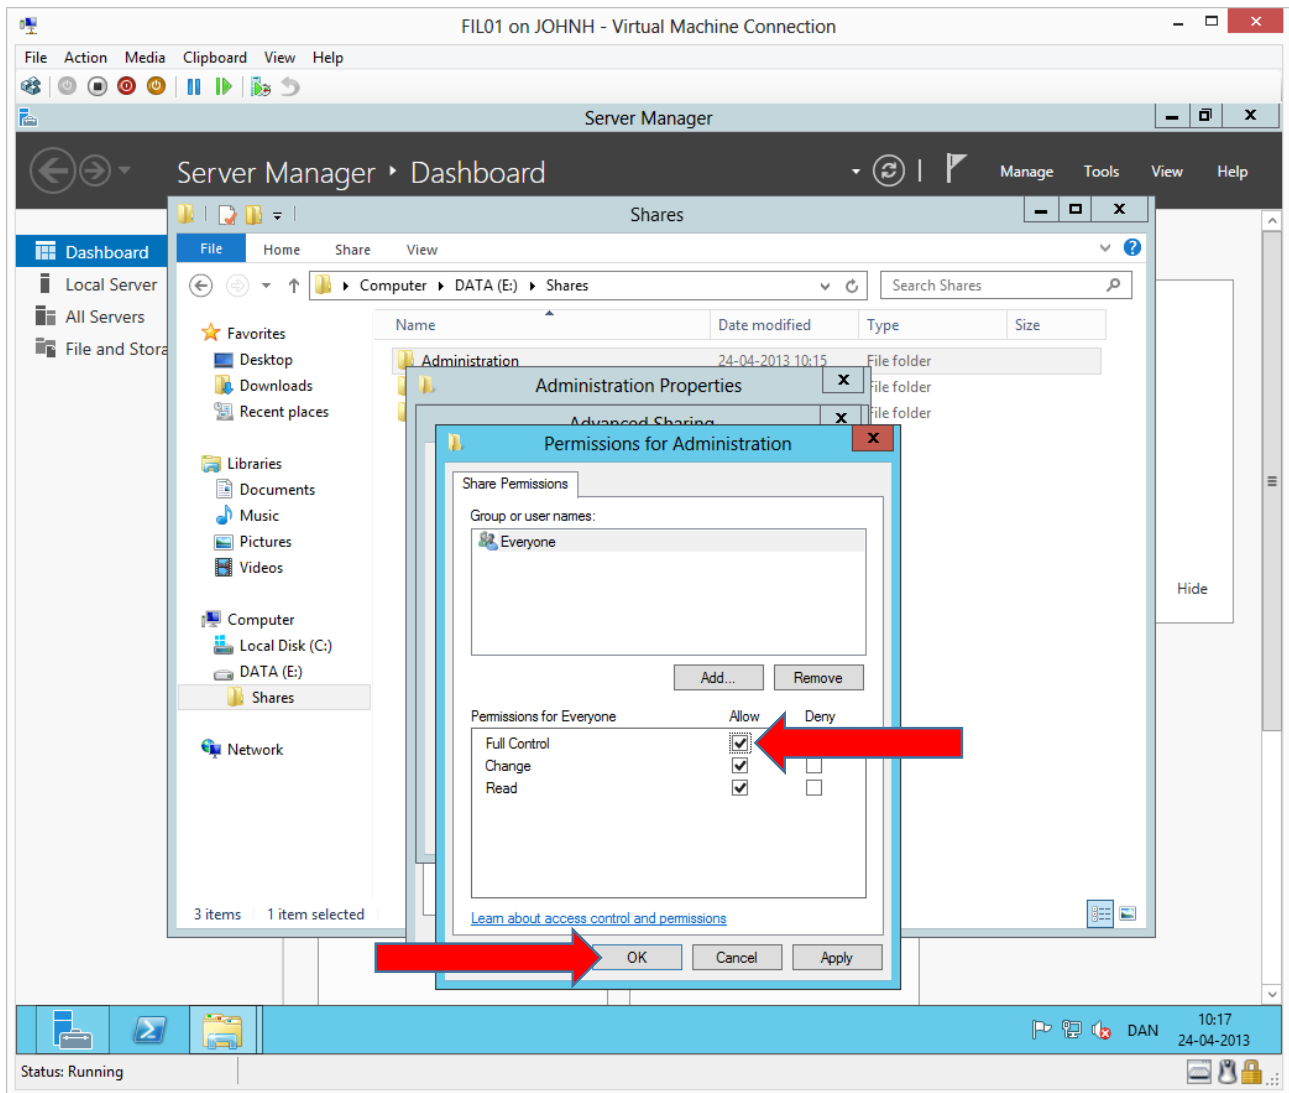 FIL01 on JOHNH - Virtual Machine Connection
File Action Media Clipboard View Help
Server Manager
Server Manager Dashboard
Manage Tools View Help
Shares
File Home Share View
Computer DATA (E:) Shares
Search Shares
Dashboard
Local Server
All Servers
File and Stora
Favorites
Desktop
Downloads
Recent places
Libraries
Documents
Music
Pictures
Videos
Computer
Local Disk (C:)
DATA (E:)
Shares
Network
Name Date modified Type Size
Administration 24-04-2013 10:15 File folder
File folder
File folder
Administration Properties
Advanced Sharing
Permissions for Administration
Share Permissions
Group or user names:
Everyone
Add... Remove
Permissions for Everyone Allow Deny
Full Control
Change
Read
Learn about access control and permissions
OK Cancel Apply
Hide
3 items 1 item selected
DAN
10:17
24-04-2013
Status: Running